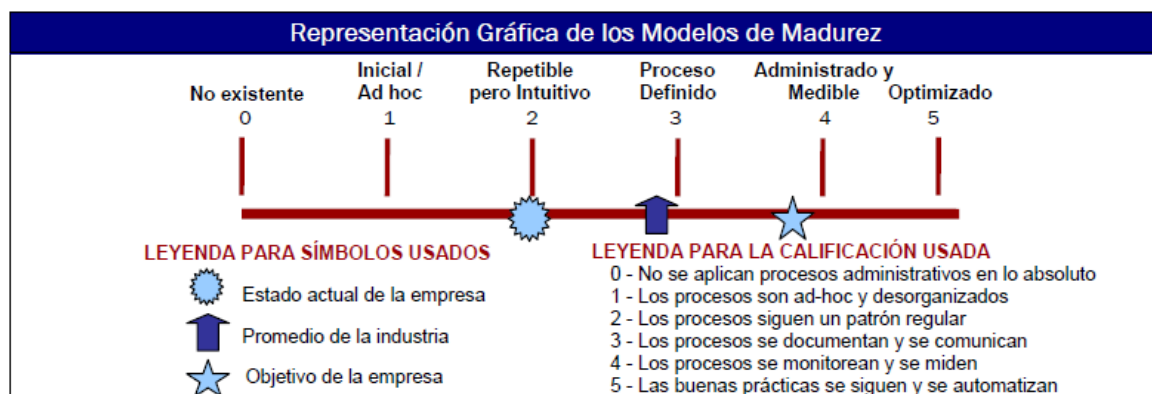 Representación Gráfica de los Modelos de Madurez
No existente
0
Inicial /
Ad hoc
1
Repetible
pero Intuitivo
2
Proceso
Definido
3
Administrado y
Medible
4
Optimizado
5
LEYENDA PARA SÍMBOLOS USADOS
Estado actual de la empresa
Promedio de la industria
Objetivo de la empresa
LEYENDA PARA LA CALIFICACIÓN USADA
0 - No se aplican procesos administrativos en lo absoluto
1 - Los procesos son ad-hoc y desorganizados
2 - Los procesos siguen un patrón regular
3 - Los procesos se documentan y se comunican
4 - Los procesos se monitorean y se miden
5 - Las buenas prácticas se siguen y se automatizan